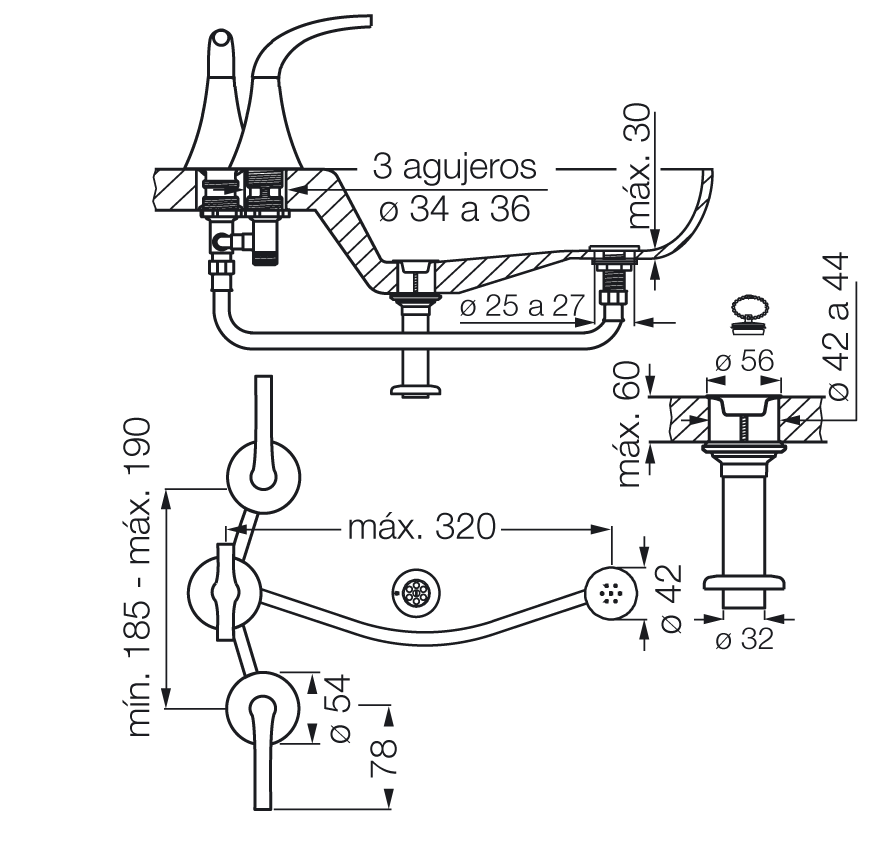 3 agujeros
ø 34 a 36
máx. 30
ø 25 a 27
ø 42 a 44
ø 56
máx. 60
mín. 185 - máx. 190
máx. 320
ø 42
ø 32
ø 54
78